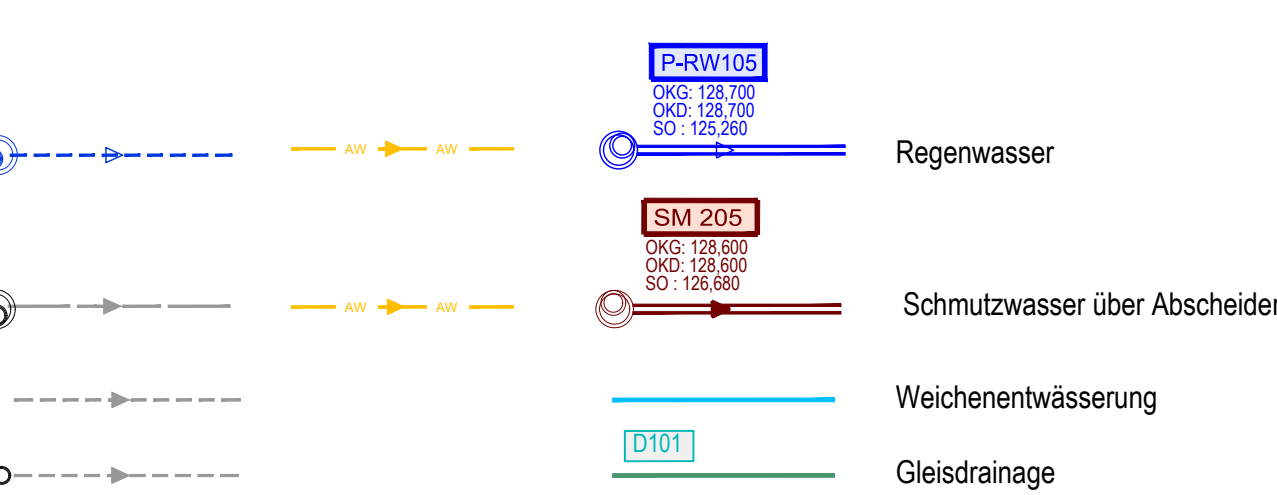 P-RW105
OKG: 128,700
OKD: 128,700
SO : 125,260
AW AW
Regenwasser
SM 205
OKG: 128,600
OKD: 128,600
SO : 126,680
AW AW
Schmutzwasser über Abscheider
Weichenentwässerung
D101
Gleisdrainage